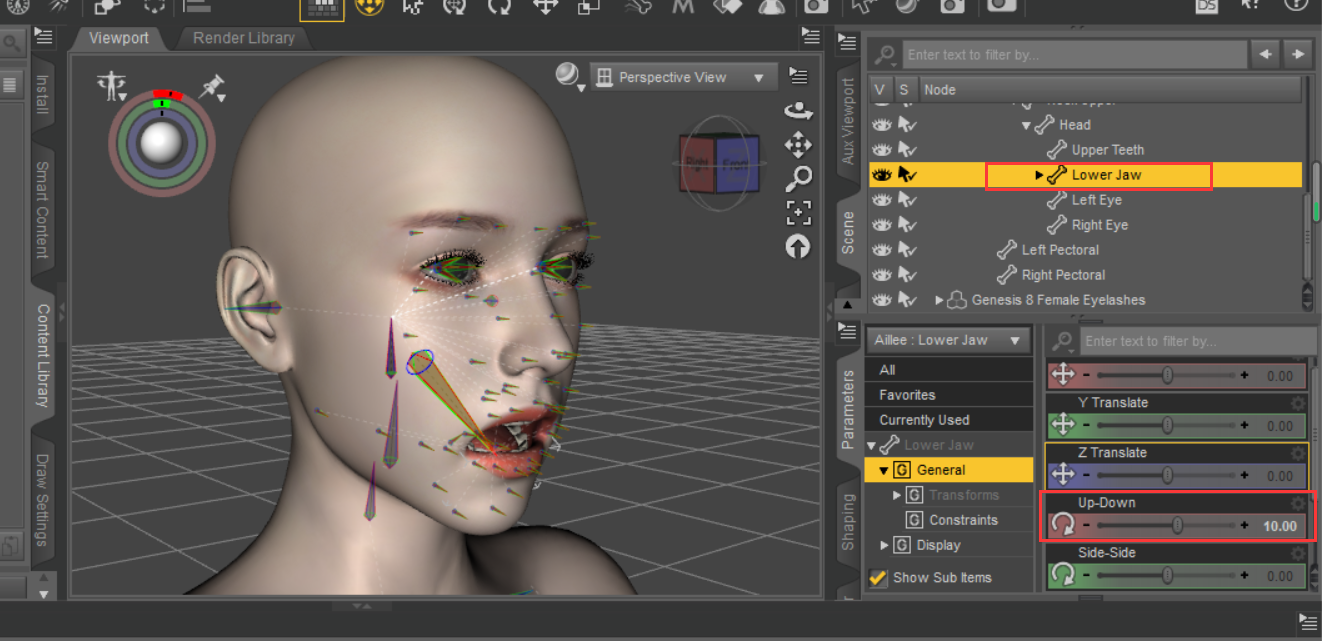 DS
Viewport
Render Library
Install
Smart Content
Content Library
Draw Settings
Perspective View
Right
Front
Aux Viewport
Scene
Enter text to filter by...
V S Node
Head
Upper Teeth
Lower Jaw
Left Eye
Right Eye
Left Pectoral
Right Pectoral
Genesis 8 Female Eyelashes
Parameters
Shaping
Aillee : Lower Jaw
All
Favorites
Currently Used
Lower Jaw
G General
G Transforms
G Constraints
G Display
Show Sub Items
Enter text to filter by...
- + 0.00
Y Translate
- + 0.00
Z Translate
- + 0.00
Up-Down
- + 10.00
Side-Side
- + 0.00